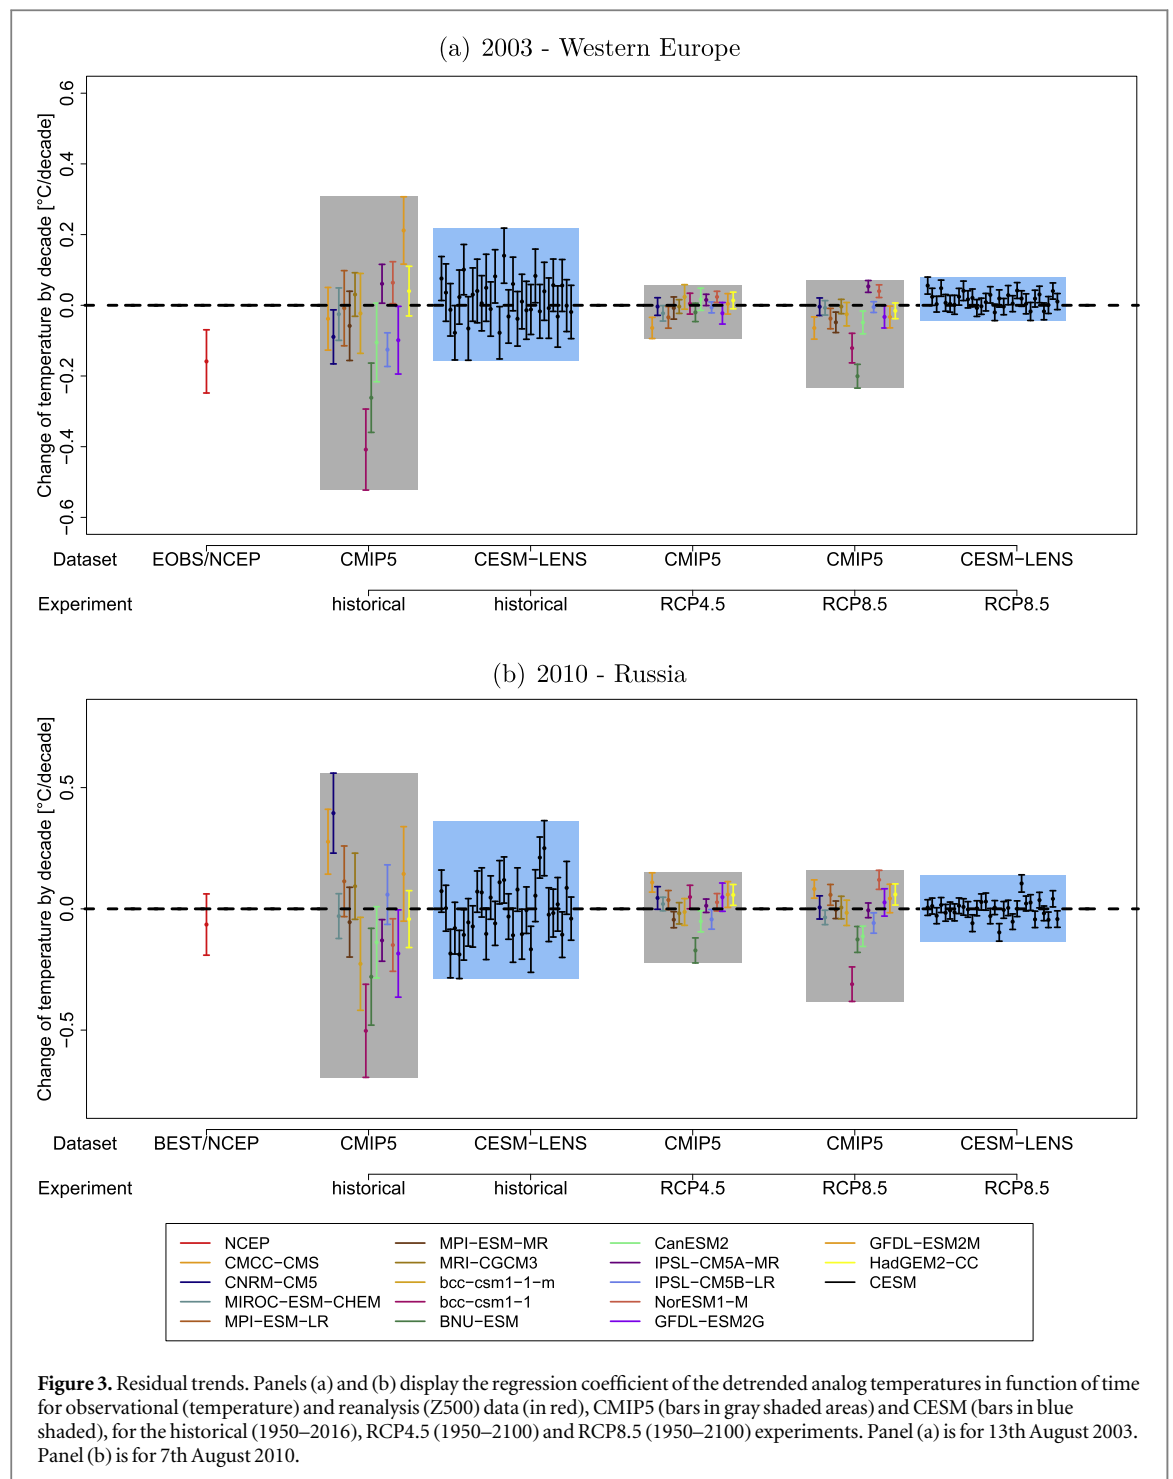 (a) 2003 - Western Europe
Change of temperature by decade [°C/decade]
0.6
0.4
0.2
0.0
−0.2
−0.4
−0.6
Dataset EOBS/NCEP CMIP5 CESM−LENS CMIP5 CMIP5 CESM−LENS
Experiment historical historical RCP4.5 RCP8.5 RCP8.5
(b) 2010 - Russia
Change of temperature by decade [°C/decade]
0.5
0.0
−0.5
Dataset BEST/NCEP CMIP5 CESM−LENS CMIP5 CMIP5 CESM−LENS
Experiment historical historical RCP4.5 RCP8.5 RCP8.5
NCEP MPI−ESM−MR CanESM2 GFDL−ESM2M
CMCC−CMS MRI−CGCM3 IPSL−CM5A−MR HadGEM2−CC
CNRM−CM5 bcc−csm1−1−m IPSL−CM5B−LR CESM
MIROC−ESM−CHEM bcc−csm1−1 NorESM1−M
MPI−ESM−LR BNU−ESM GFDL−ESM2G
Figure 3. Residual trends. Panels (a) and (b) display the regression coefficient of the detrended analog temperatures in function of time
for observational (temperature) and reanalysis (Z500) data (in red), CMIP5 (bars in gray shaded areas) and CESM (bars in blue
shaded), for the historical (1950–2016), RCP4.5 (1950–2100) and RCP8.5 (1950–2100) experiments. Panel (a) is for 13th August 2003.
Panel (b) is for 7th August 2010.